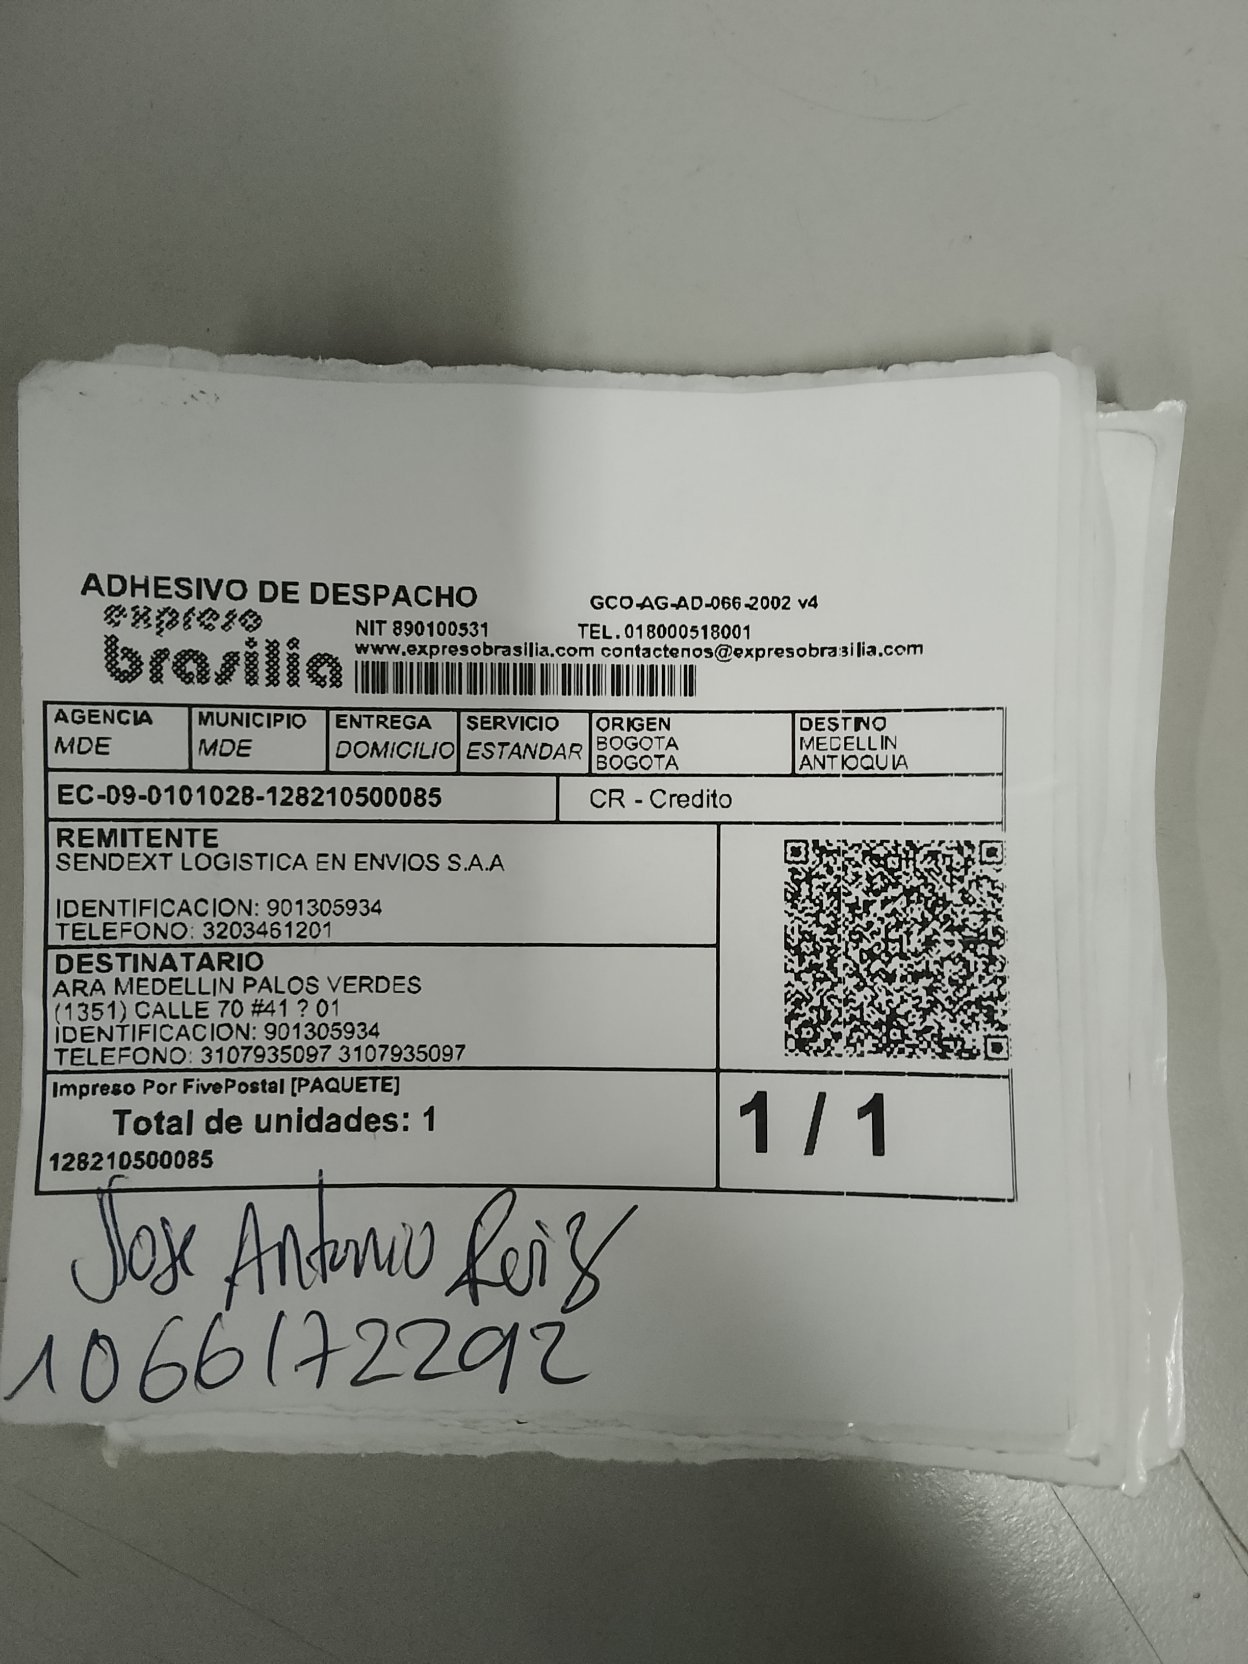 ADHESIVO DE DESPACHO
GCO-AG-AD-066-2002 v4
expreso
brasilia
NIT 890100531 TEL. 018000518001
www.expresobrasilia.com contactenos@expresobrasilia.com
AGENCIA MUNICIPIO ENTREGA SERVICIO ORIGEN DESTINO
MDE MDE DOMICILIO ESTANDAR BOGOTA MEDELLIN
BOGOTA ANTIOQUIA
EC-09-0101028-128210500085 CR - Credito
REMITENTE
SENDEXT LOGISTICA EN ENVIOS S.A.A
IDENTIFICACION: 901305934
TELEFONO: 3203461201
DESTINATARIO
ARA MEDELLIN PALOS VERDES
(1351) CALLE 70 #41 ? 01
IDENTIFICACION: 901305934
TELEFONO: 3107935097 3107935097
Impreso Por FivePostal [PAQUETE]
Total de unidades: 1
1 / 1
128210500085
Jose Antonio Reiz
1066172292